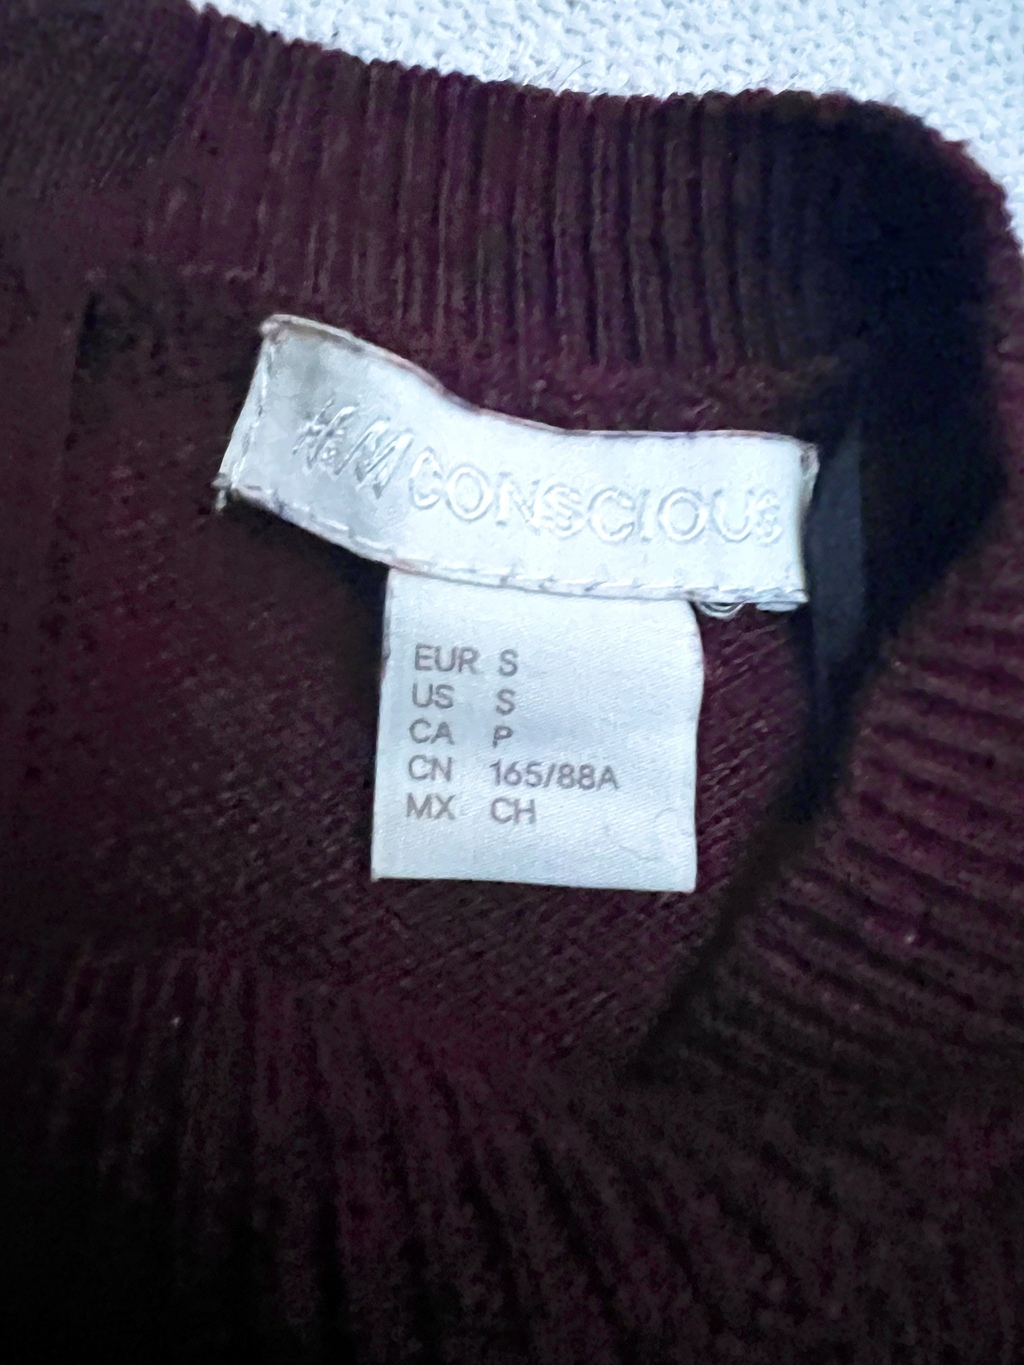 H&M CONSCIOUS
EUR S
US S
CA P
CN 165/88A
MX CH